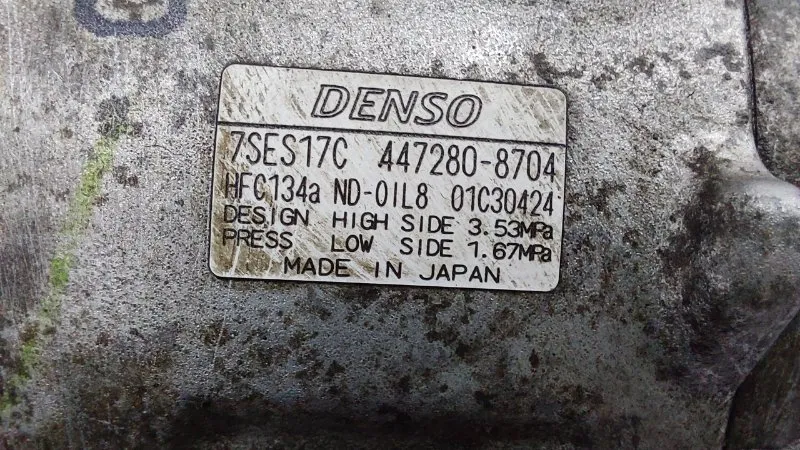 DENSO
7SES17C 447280-8704
HFC134a ND-OIL8 01C30424
DESIGN HIGH SIDE 3.53MPa
PRESS LOW SIDE 1.67MPa
MADE IN JAPAN